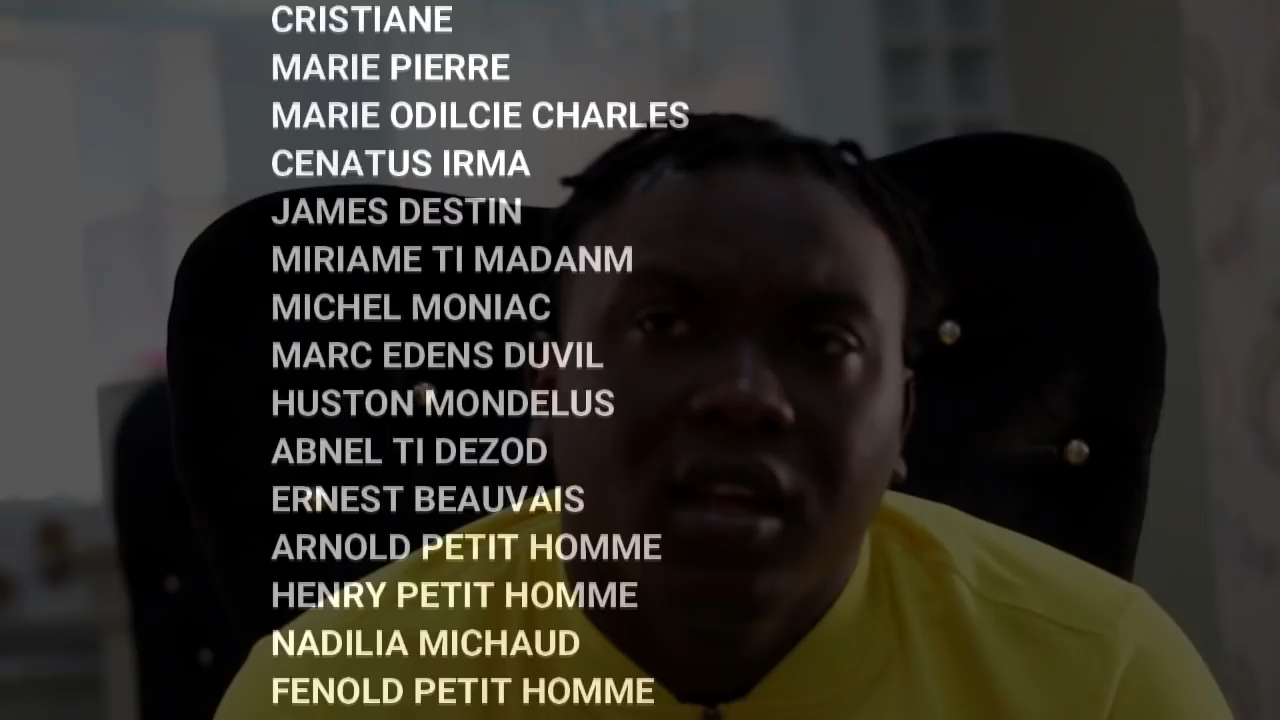 CRISTIANE
MARIE PIERRE
MARIE ODILCIE CHARLES
CENATUS IRMA
JAMES DESTIN
MIRIAME TI MADANM
MICHEL MONIAC
MARC EDENS DUVIL
HUSTON MONDELUS
ABNEL TI DEZOD
ERNEST BEAUVAIS
ARNOLD PETIT HOMME
HENRY PETIT HOMME
NADILIA MICHAUD
FENOLD PETIT HOMME